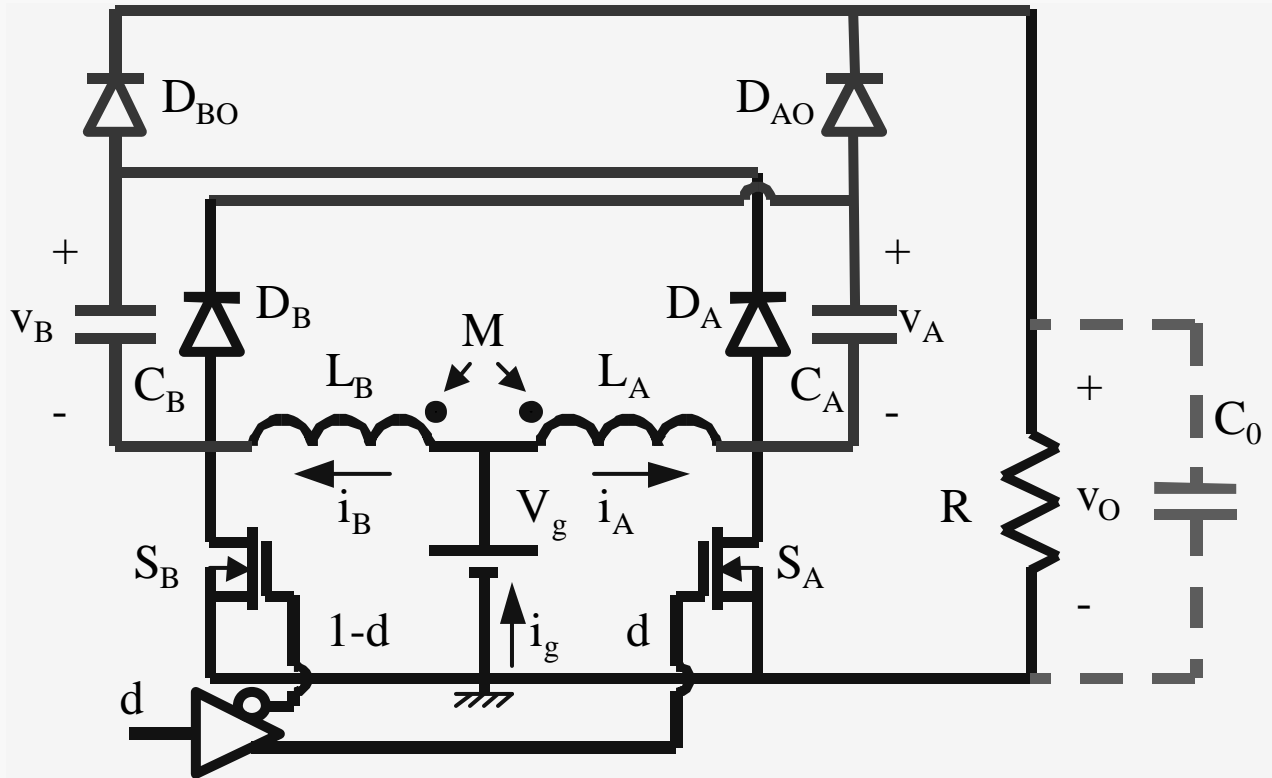 D_BO
D_AO
+
+
v_B
D_B
D_A
v_A
M
L_B
L_A
C_B
C_A
-
-
+
C_0
i_B
V_g
i_A
R
v_O
S_B
S_A
1-d
i_g
d
-
d